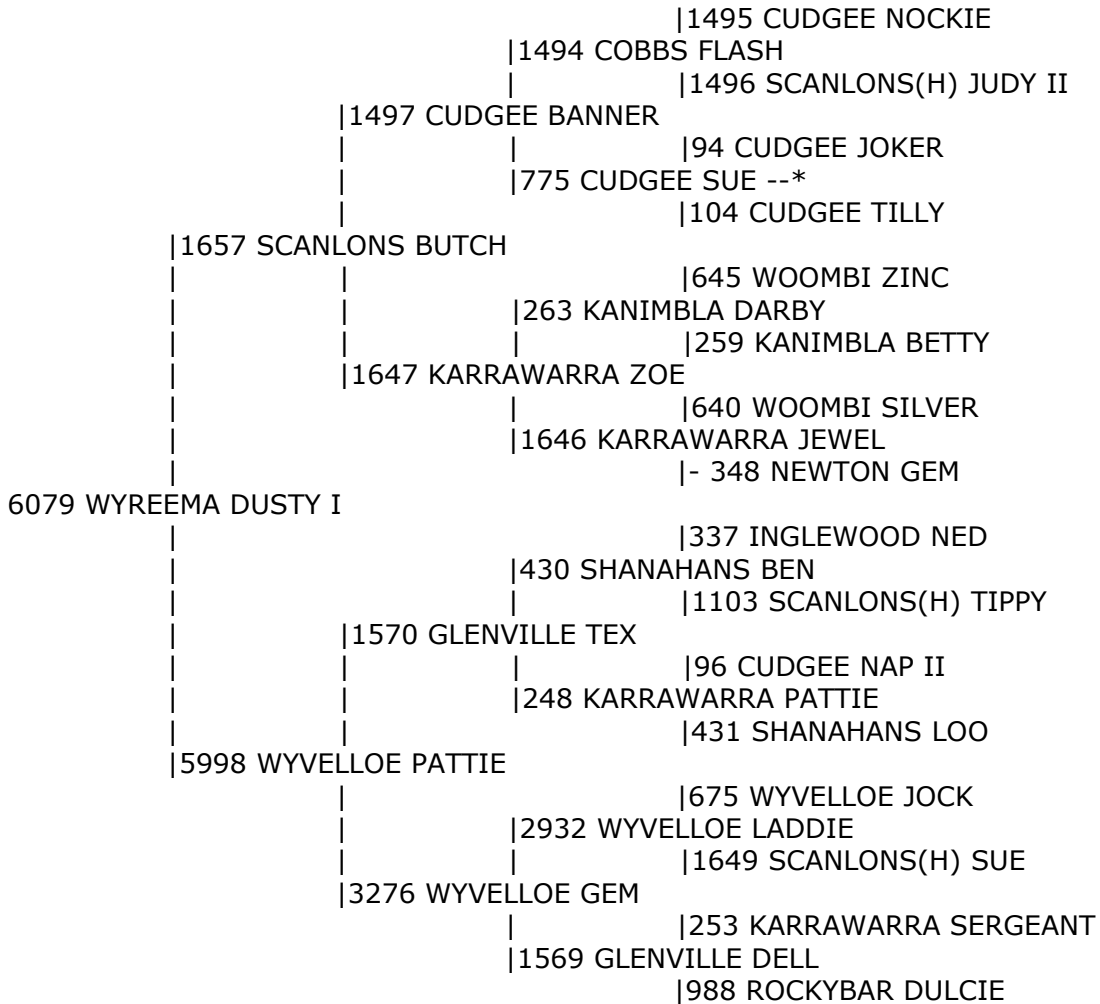 |1495 CUDGEE NOCKIE
|1494 COBBS FLASH
| |1496 SCANLONS(H) JUDY II
|1497 CUDGEE BANNER
| | |94 CUDGEE JOKER
| |775 CUDGEE SUE --*
| |104 CUDGEE TILLY
|1657 SCANLONS BUTCH
| | |645 WOOMBI ZINC
| | |263 KANIMBLA DARBY
| | | |259 KANIMBLA BETTY
| |1647 KARRAWARRA ZOE
| | |640 WOOMBI SILVER
| |1646 KARRAWARRA JEWEL
| |- 348 NEWTON GEM
6079 WYREEMA DUSTY I
| |337 INGLEWOOD NED
| |430 SHANAHANS BEN
| | |1103 SCANLONS(H) TIPPY
| |1570 GLENVILLE TEX
| | | |96 CUDGEE NAP II
| | |248 KARRAWARRA PATTIE
| | |431 SHANAHANS LOO
|5998 WYVELLOE PATTIE
| |675 WYVELLOE JOCK
| |2932 WYVELLOE LADDIE
| | |1649 SCANLONS(H) SUE
|3276 WYVELLOE GEM
| |253 KARRAWARRA SERGEANT
|1569 GLENVILLE DELL
|988 ROCKYBAR DULCIE